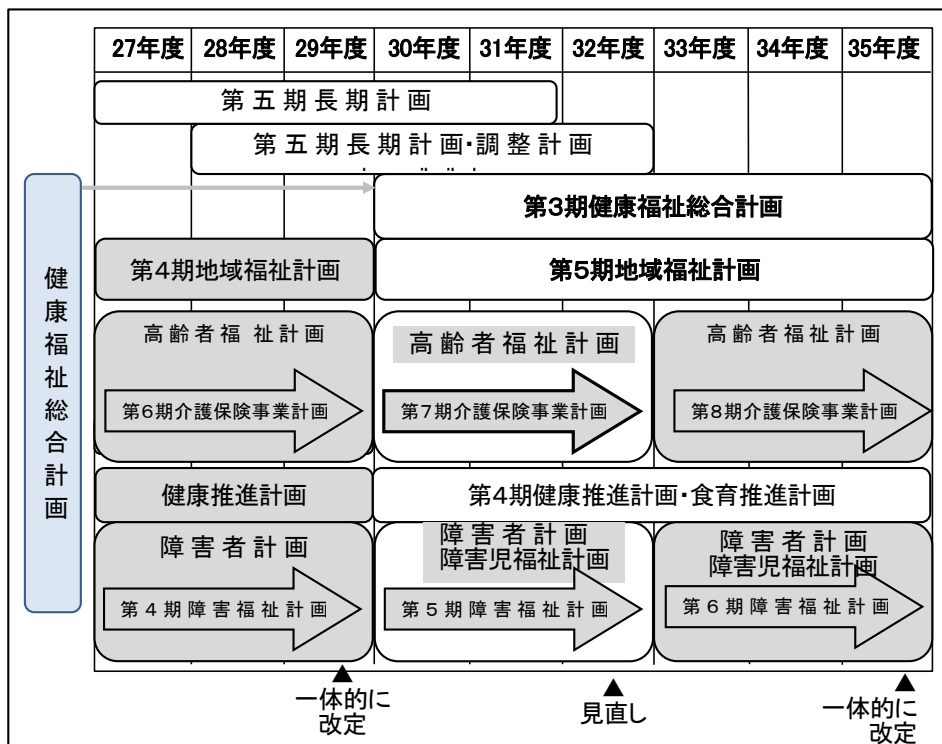 27年度 28年度 29年度 30年度 31年度 32年度 33年度 34年度 35年度
第五期長期計画
第五期長期計画・調整計画
健康福祉総合計画
第3期健康福祉総合計画
第4期地域福祉計画
第5期地域福祉計画
高齢者福祉計画
第6期介護保険事業計画
高齢者福祉計画
第7期介護保険事業計画
高齢者福祉計画
第8期介護保険事業計画
健康推進計画
第4期健康推進計画・食育推進計画
障害者計画
第4期障害福祉計画
障害者計画
障害児福祉計画
第5期障害福祉計画
障害者計画
障害児福祉計画
第6期障害福祉計画
▲
一体的に
改定
▲
見直し
▲
一体的に
改定